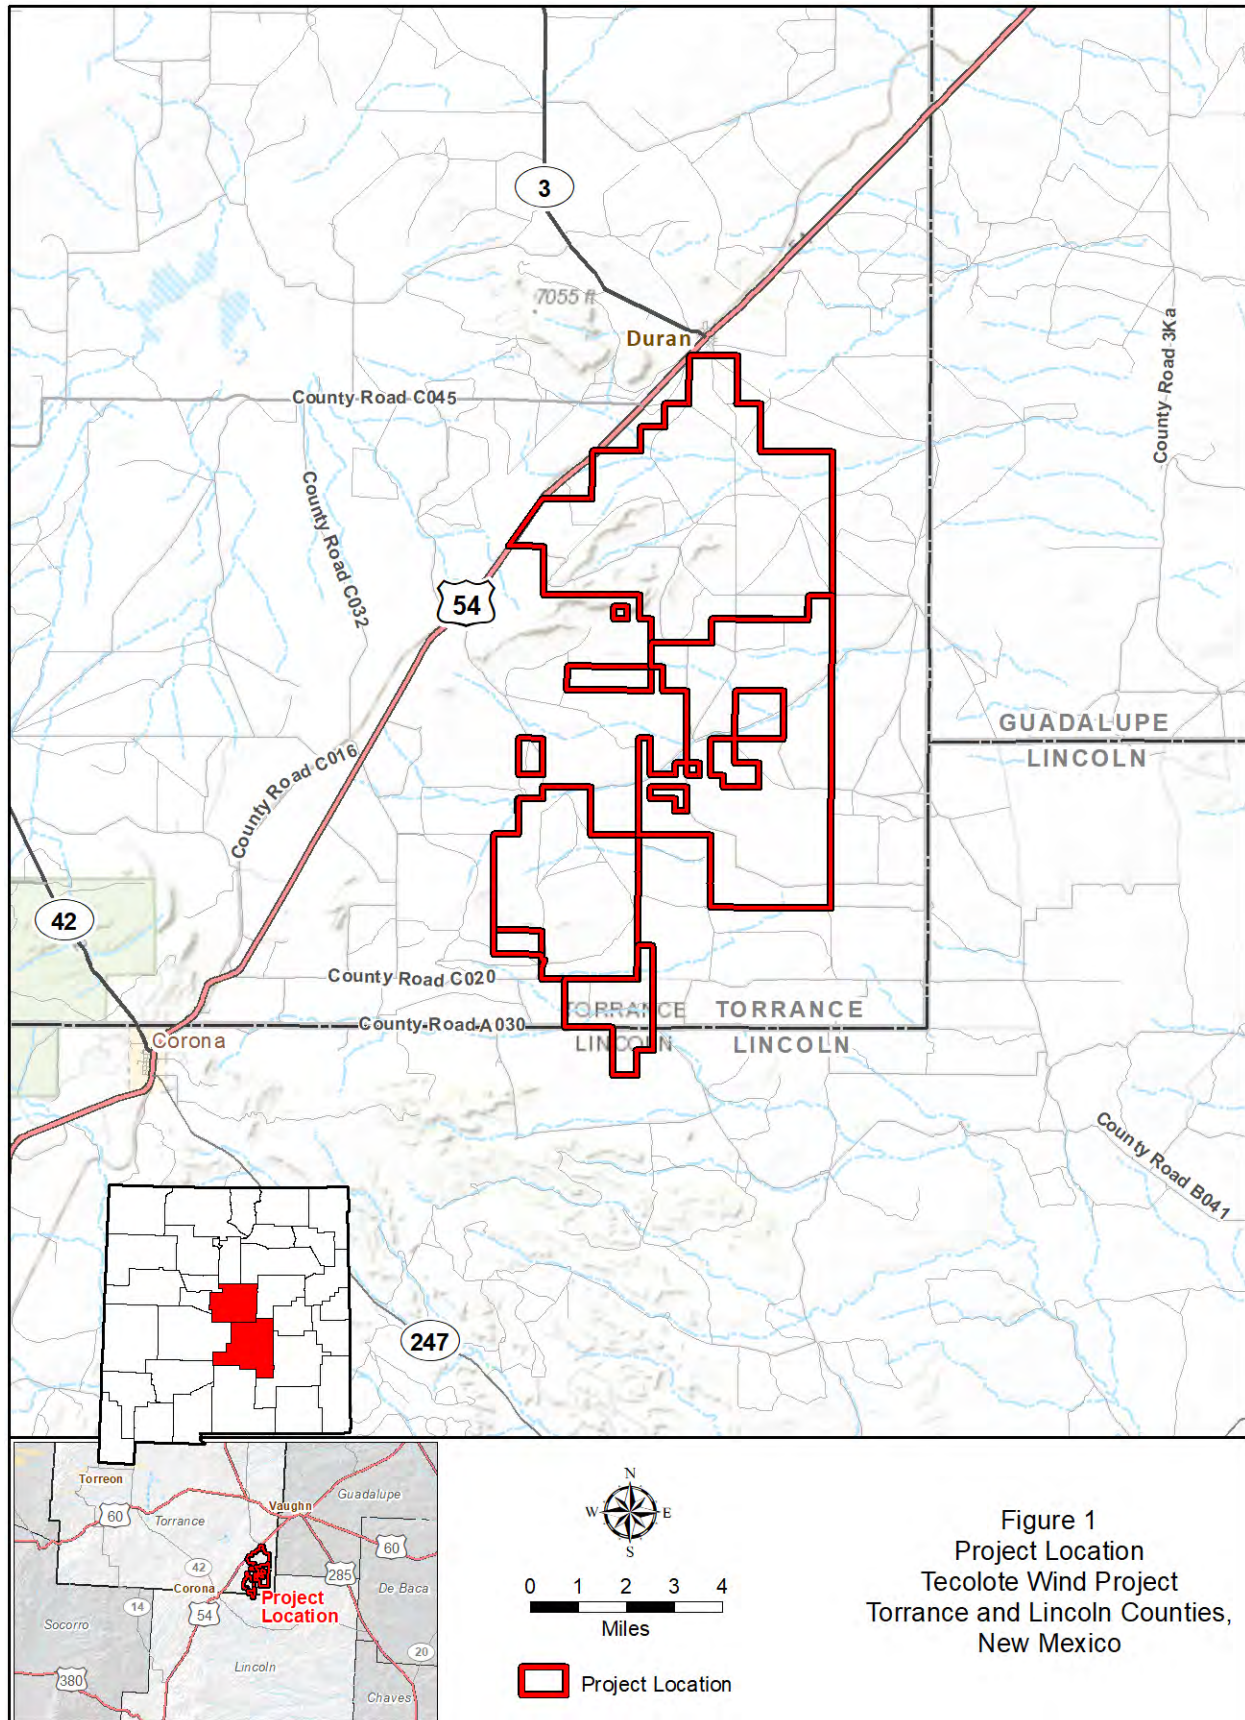 3
7055 ft
Duran
County Road 3Ka
County Road C045
County Road C032
54
GUADALUPE
LINCOLN
County Road C016
42
County Road C020
TORRANCE
TORRANCE
County Road A030
Corona
LINCOLN
LINCOLN
County Road B041
247
Torreon
60
Torrance
Vaughn
Guadalupe
60
42
285
Corona
Project
Location
De Baca
14
54
Socorro
20
Lincoln
380
Chaves
N
W
E
S
0 1 2 3 4
Miles
Project Location
Figure 1
Project Location
Tecolote Wind Project
Torrance and Lincoln Counties,
New Mexico